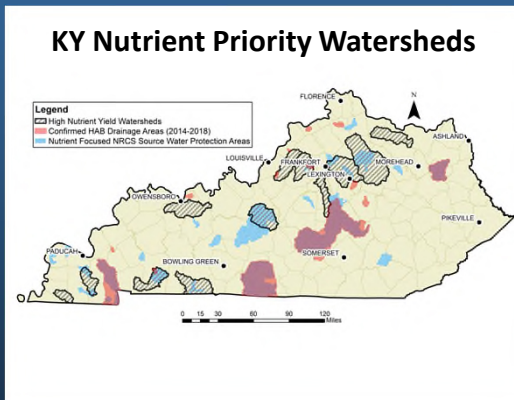 KY Nutrient Priority Watersheds
N
FLORENCE
Legend
High Nutrient Yield Watersheds
Confirmed HAB Drainage Areas (2014-2018)
Nutrient Focused NRCS Source Water Protection Areas
ASHLAND
LOUISVILLE
FRANKFORT
MOREHEAD
LEXINGTON
OWENSBORO
PIKEVILLE
PADUCAH
BOWLING GREEN
SOMERSET
0 15 30 60 90 120
Miles